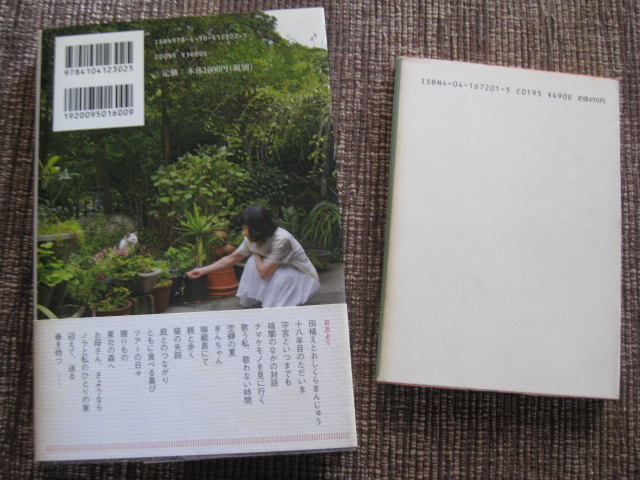 9784104123025
1920095016009
ISBN978-4-10-412302-5
C0095 ¥1600E
定価：本体1600円（税別）
目次より
田植えとおしくらまんじゅう
十八年目のただいま
守宮といつまでも
暗闇のなかの対話
ナマケモノを見に行く
歌う私、歌わない時間
空蝉の夏
ぎんちゃん
御蔵島にて
鞄と歩く
猫の失踪
庭とのつながり
ともに食べる喜び
ツアーの日々
贈りもの
東北の森へ
お母さん、さようなら
ノラと私のひとりの家
迎えて、送る
春を待つ
ISBN4-04-167201-5 C0195 ¥490E 定価490円